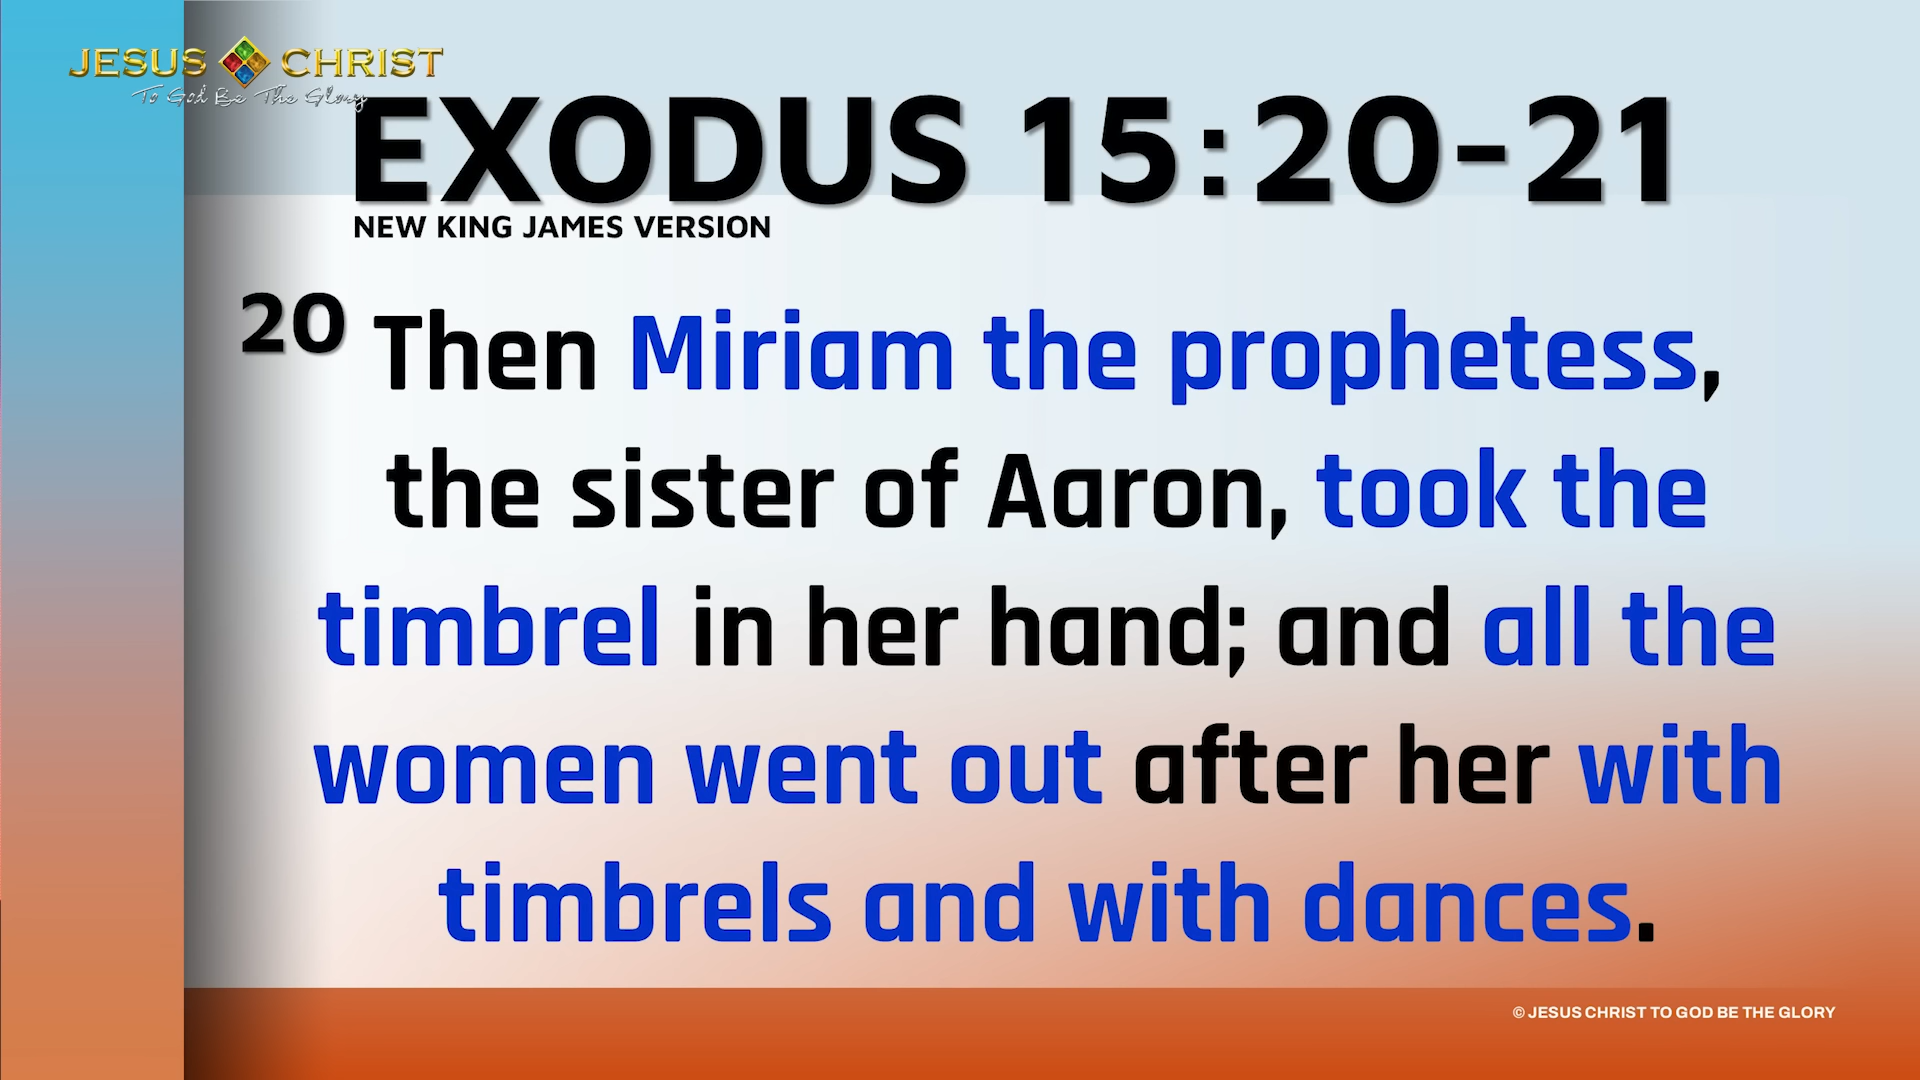 JESUS CHRIST
To God Be The Glory
EXODUS 15:20-21
NEW KING JAMES VERSION
20 Then Miriam the prophetess,
the sister of Aaron, took the
timbrel in her hand; and all the
women went out after her with
timbrels and with dances.
© JESUS CHRIST TO GOD BE THE GLORY